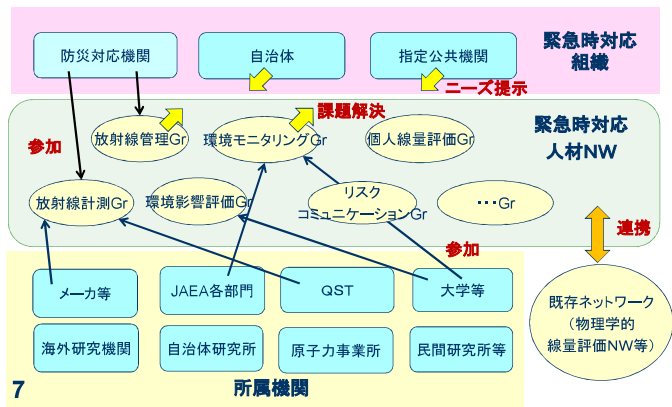 防災対応機関
自治体
指定公共機関
緊急時対応
組織
ニーズ提示
課題解決
緊急時対応
人材NW
参加
放射線管理Gr
環境モニタリングGr
個人線量評価Gr
放射線計測Gr
環境影響評価Gr
リスク
コミュニケーションGr
・・・Gr
連携
参加
メーカ等
JAEA各部門
QST
大学等
既存ネットワーク
(物理学的
線量評価NW等)
海外研究機関
自治体研究所
原子力事業所
民間研究所等
所属機関
7